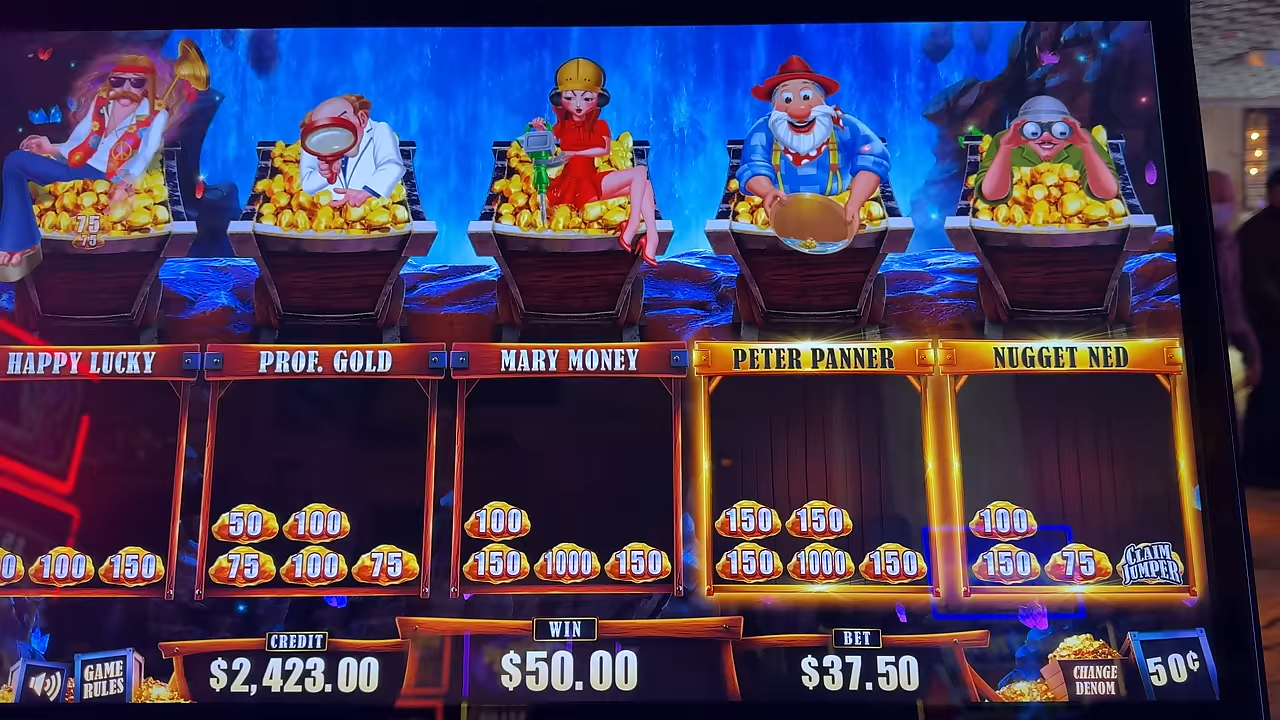 75
75
HAPPY LUCKY
PROF. GOLD
MARY MONEY
PETER PANNER
NUGGET NED
50 100
100
150 150
100
0 100 150
75 100 75
150 1000 150
150 1000 150
150 75 CLAIM JUMPER
CREDIT
$2,423.00
WIN
$50.00
BET
$37.50
GAME
RULES
CHANGE
DENOM
50¢